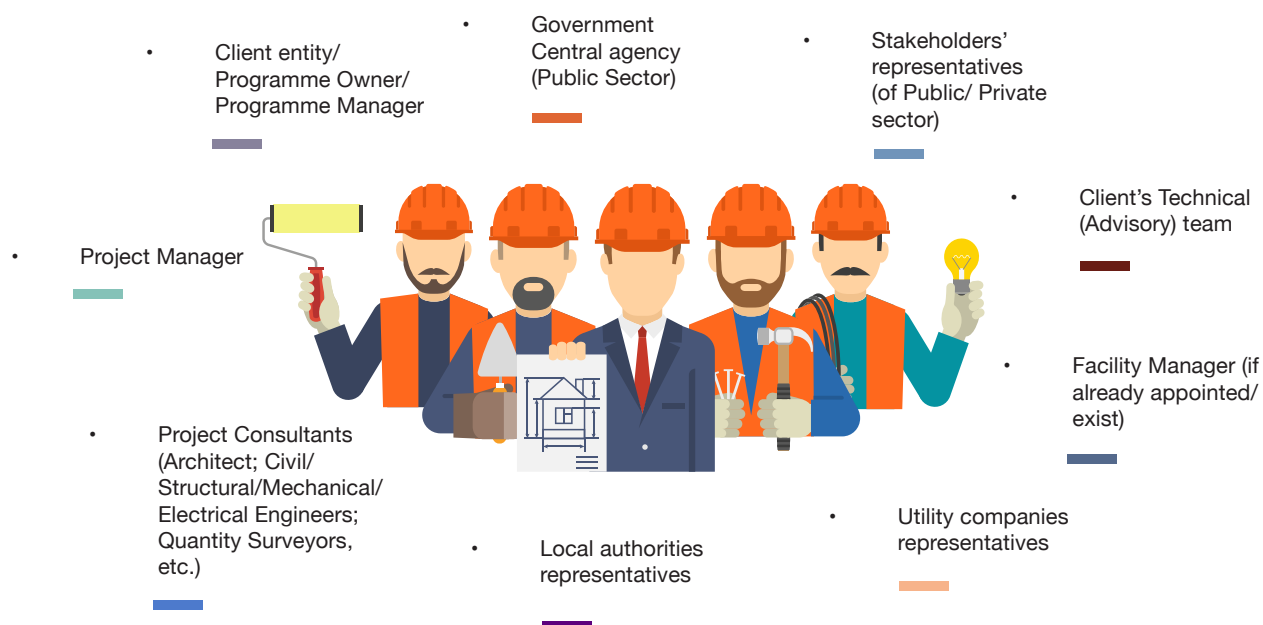 • Client entity/
Programme Owner/
Programme Manager
• Government
Central agency
(Public Sector)
• Stakeholders’
representatives
(of Public/ Private
sector)
• Client’s Technical
(Advisory) team
• Project Manager
• Facility Manager (if
already appointed/
exist)
• Project Consultants
(Architect; Civil/
Structural/Mechanical/
Electrical Engineers;
Quantity Surveyors,
etc.)
• Local authorities
representatives
• Utility companies
representatives